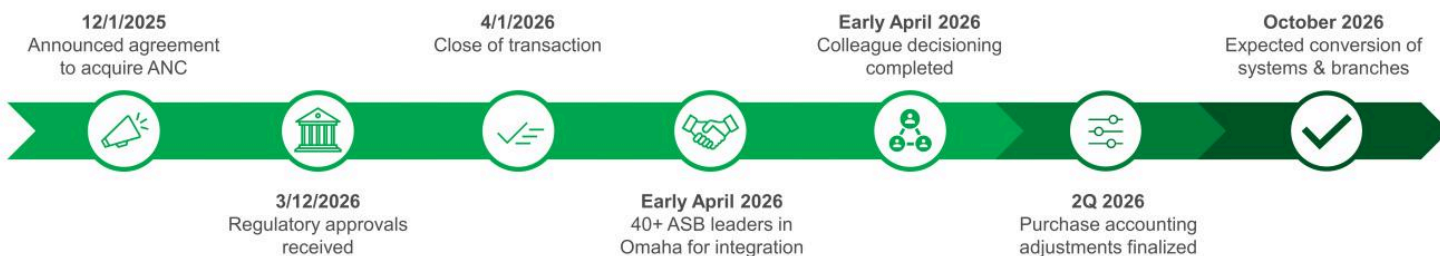 12/1/2025
Announced agreement
to acquire ANC
3/12/2026
Regulatory approvals
received
4/1/2026
Close of transaction
Early April 2026
40+ ASB leaders in
Omaha for integration
Early April 2026
Colleague decisioning
completed
2Q 2026
Purchase accounting
adjustments finalized
October 2026
Expected conversion of
systems & branches